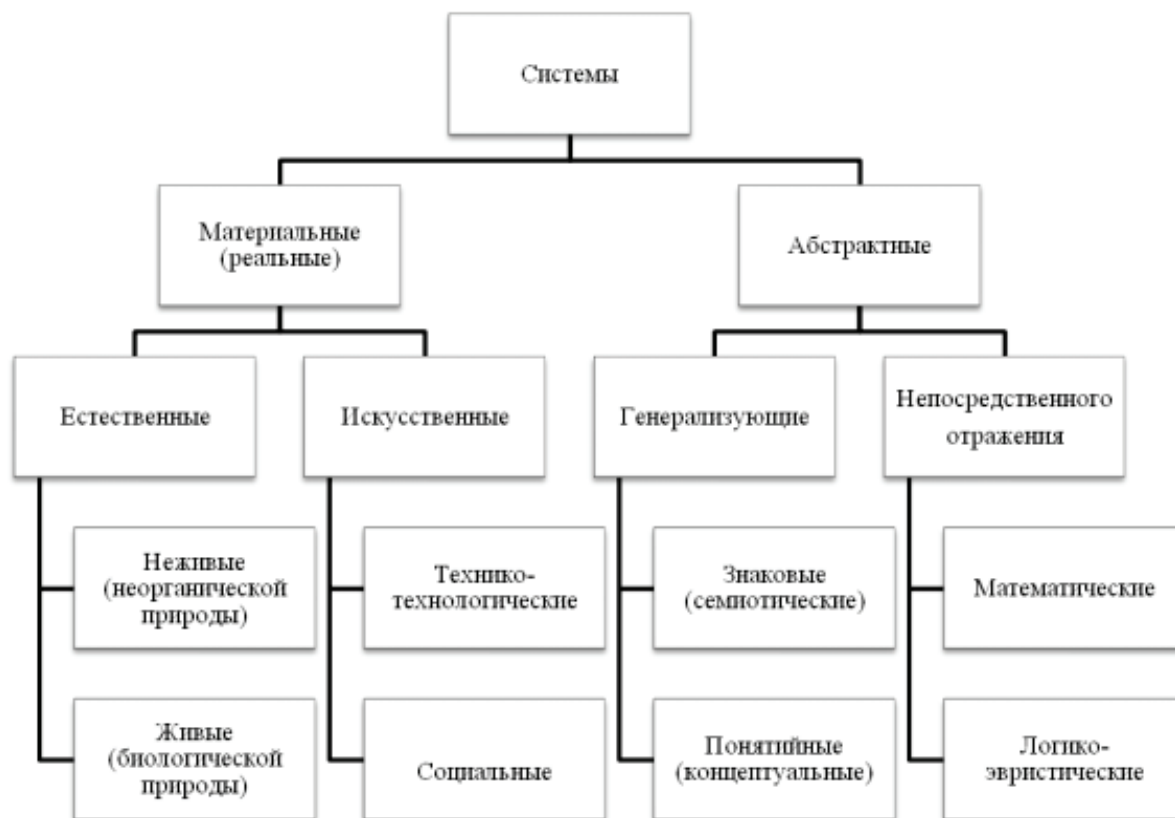 Системы
Материальные
(реальные)
Абстрактные
Естественные
Искусственные
Генерализующие
Непосредственного
отражения
Неживые
(неорганической
природы)
Технико-
технологические
Знаковые
(семиотические)
Математические
Живые
(биологической
природы)
Социальные
Понятийные
(концептуальные)
Логико-
эвристические